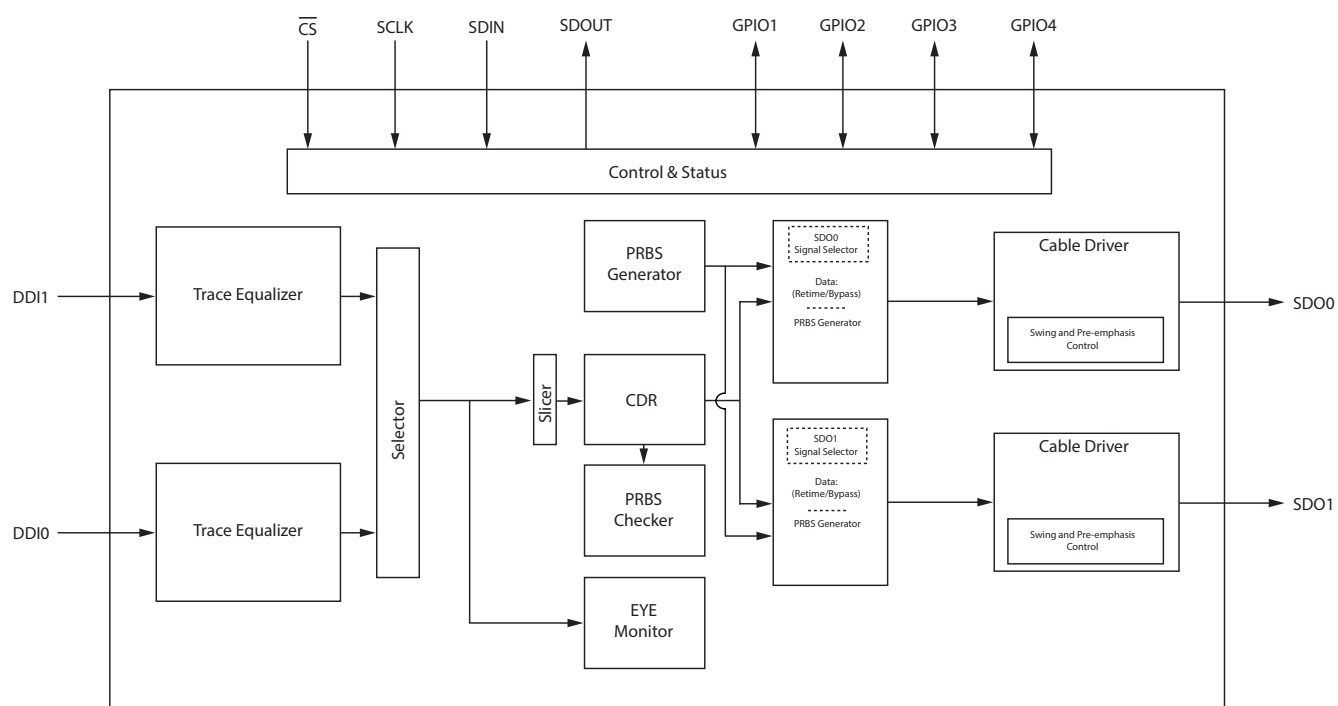 CS
SCLK
SDIN
SDOUT
GPIO1
GPIO2
GPIO3
GPIO4
Control & Status
DDI1
Trace Equalizer
DDI0
Trace Equalizer
Selector
Slicer
PRBS
Generator
CDR
PRBS
Checker
EYE
Monitor
SDO0
Signal Selector
Data:
(Retime/Bypass)
PRBS Generator
SDO1
Signal Selector
Data:
(Retime/Bypass)
PRBS Generator
Cable Driver
Swing and Pre-emphasis
Control
SDO0
Cable Driver
Swing and Pre-emphasis
Control
SDO1